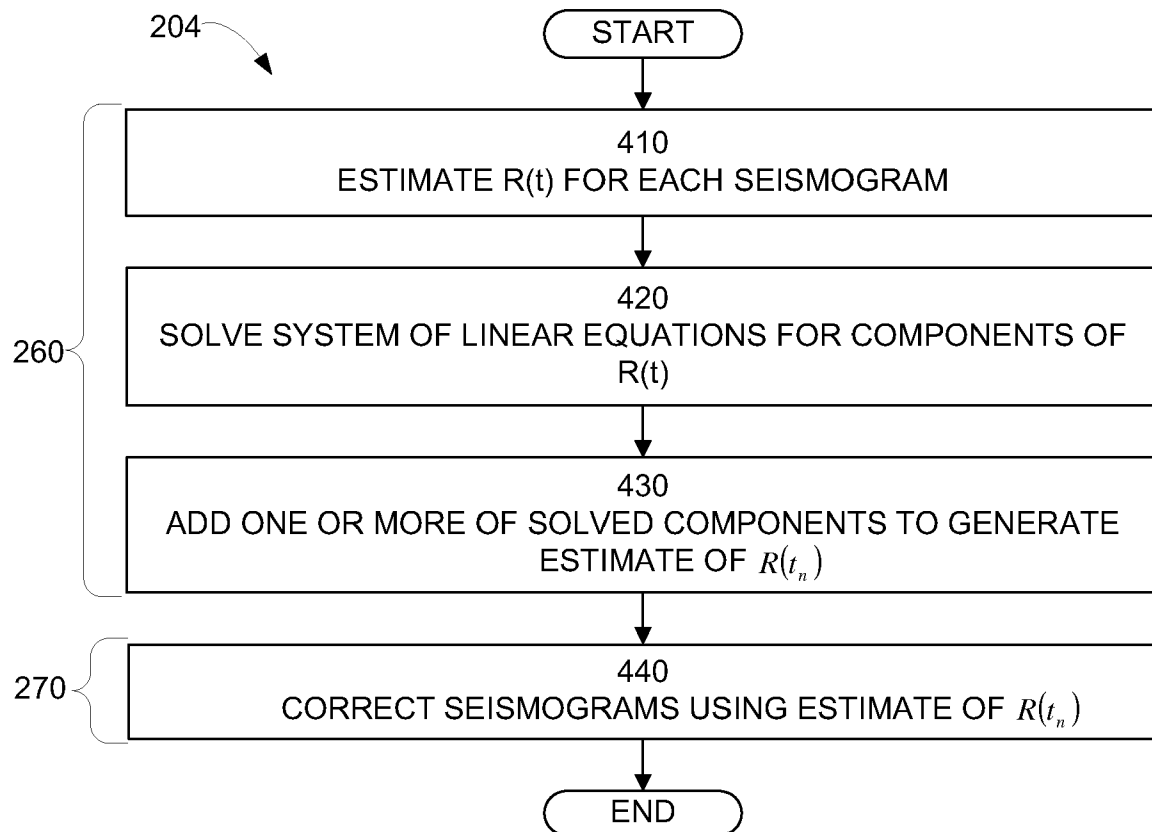 204
START
410
ESTIMATE R(t) FOR EACH SEISMOGRAM
420
SOLVE SYSTEM OF LINEAR EQUATIONS FOR COMPONENTS OF
R(t)
260
430
ADD ONE OR MORE OF SOLVED COMPONENTS TO GENERATE
ESTIMATE OF R(tₙ)
270
440
CORRECT SEISMOGRAMS USING ESTIMATE OF R(tₙ)
END